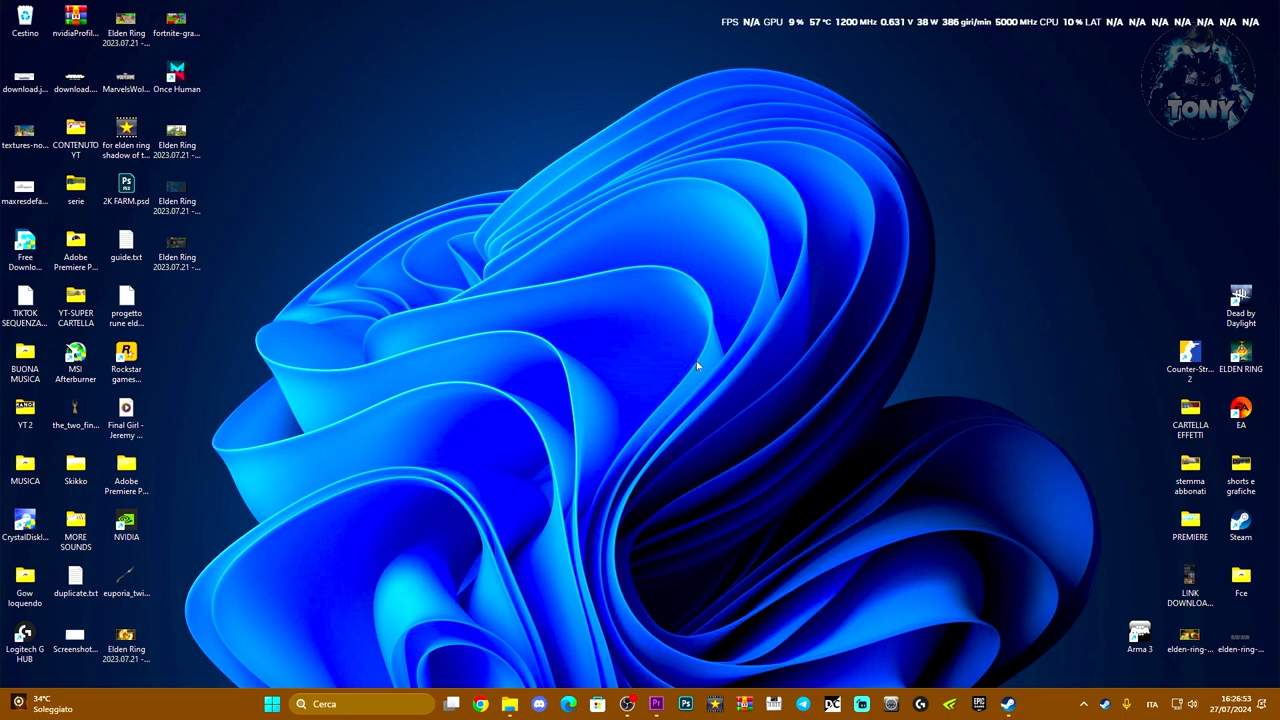 FPS N/A GPU 9 % 57 °C 1200 MHz 0.631 V 38 W 386 giri/min 5000 MHz CPU 10 % LAT N/A N/A N/A N/A N/A N/A N/A
TONY
Cestino
nvidiaProfil...
Elden Ring
2023.07.21 -...
fortnite-gra...
download.j...
download....
MarvelsWol...
Once Human
textures-no...
CONTENUTO
YT
for elden ring
shadow of t...
Elden Ring
2023.07.21 -...
maxresdefa...
serie
2K FARM.psd
Elden Ring
2023.07.21 -...
Free
Downlo...
Adobe
Premiere P...
guide.txt
Elden Ring
2023.07.21 -...
TIKTOK
SEQUENZA...
YT-SUPER
CARTELLA
progetto
rune eld...
BUONA
MUSICA
MSI
Afterburner
Rockstar
games...
YT 2
the_two_fin...
Final Girl -
Jeremy ...
MUSICA
Skikko
Adobe
Premiere P...
CrystalDiskI...
MORE
SOUNDS
NVIDIA
Gow
loquendo
duplicate.txt
euporia_twi...
Logitech G
HUB
Screenshot...
Elden Ring
2023.07.21 -...
Dead by
Daylight
Counter-Str...
2
ELDEN RING
CARTELLA
EFFETTI
EA
stemma
abbonati
shorts e
grafiche
PREMIERE
Steam
LINK
DOWNLOA...
Fce
Arma 3
elden-ring-...
elden-ring-...
34°C
Soleggiato
Cerca
ITA
16:26:53
27/07/2024